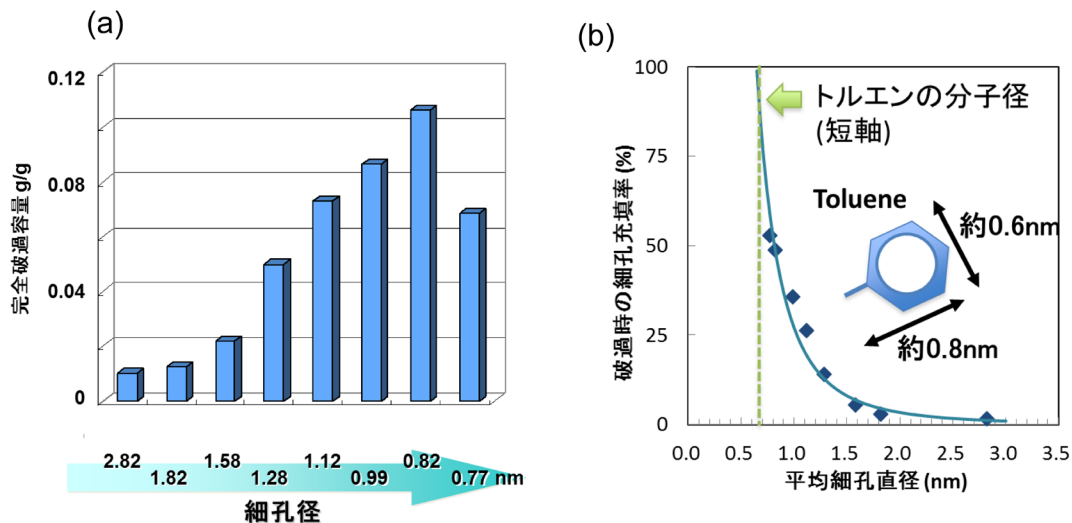 (a)
0.12
0.08
0.04
0
完全破過容量 g/g
2.82
1.82
1.58
1.28
1.12
0.99
0.82
0.77 nm
細孔径
(b)
100
75
50
25
0
破過時の細孔充填率 (%)
トルエンの分子径
(短軸)
Toluene
約0.6nm
約0.8nm
0.0
0.5
1.0
1.5
2.0
2.5
3.0
3.5
平均細孔直径 (nm)